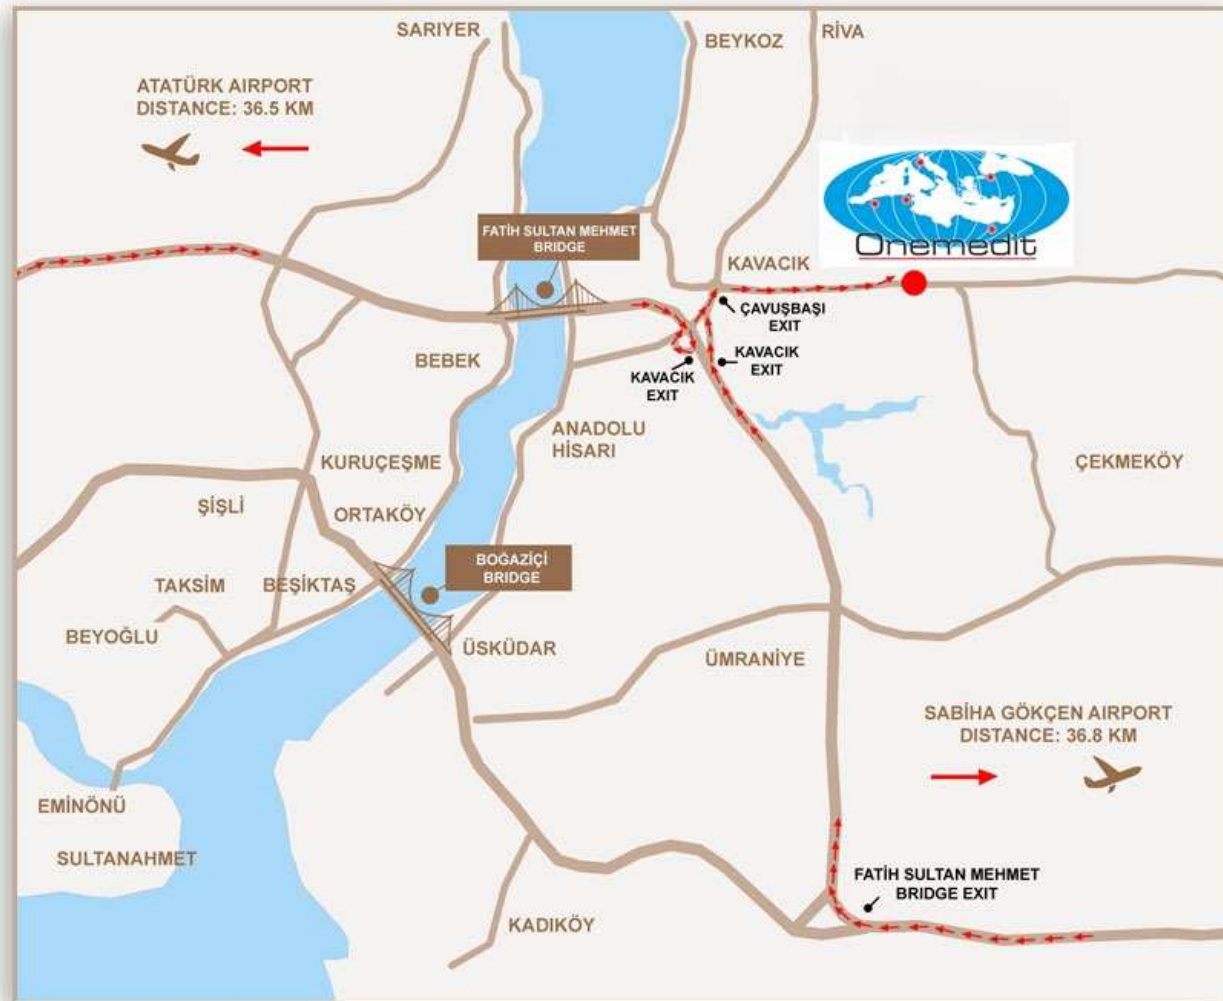 SARIYER
BEYKOZ
RİVA
ATATÜRK AIRPORT
DISTANCE: 36.5 KM
FATİH SULTAN MEHMET
BRIDGE
Onemedit
KAVACIK
ÇAVUŞBAŞI
EXIT
BEBEK
KAVACIK
EXIT
KAVACIK
EXIT
ANADOLU
HİSARI
KURUÇEŞME
ÇEKMEKÖY
ŞİŞLİ
ORTAKÖY
BOĞAZİÇİ
BRIDGE
TAKSİM
BEŞİKTAŞ
BEYOĞLU
ÜSKÜDAR
ÜMRANİYE
SABİHA GÖKÇEN AIRPORT
DISTANCE: 36.8 KM
EMİNÖNÜ
SULTANAHMET
FATİH SULTAN MEHMET
BRIDGE EXIT
KADIKÖY